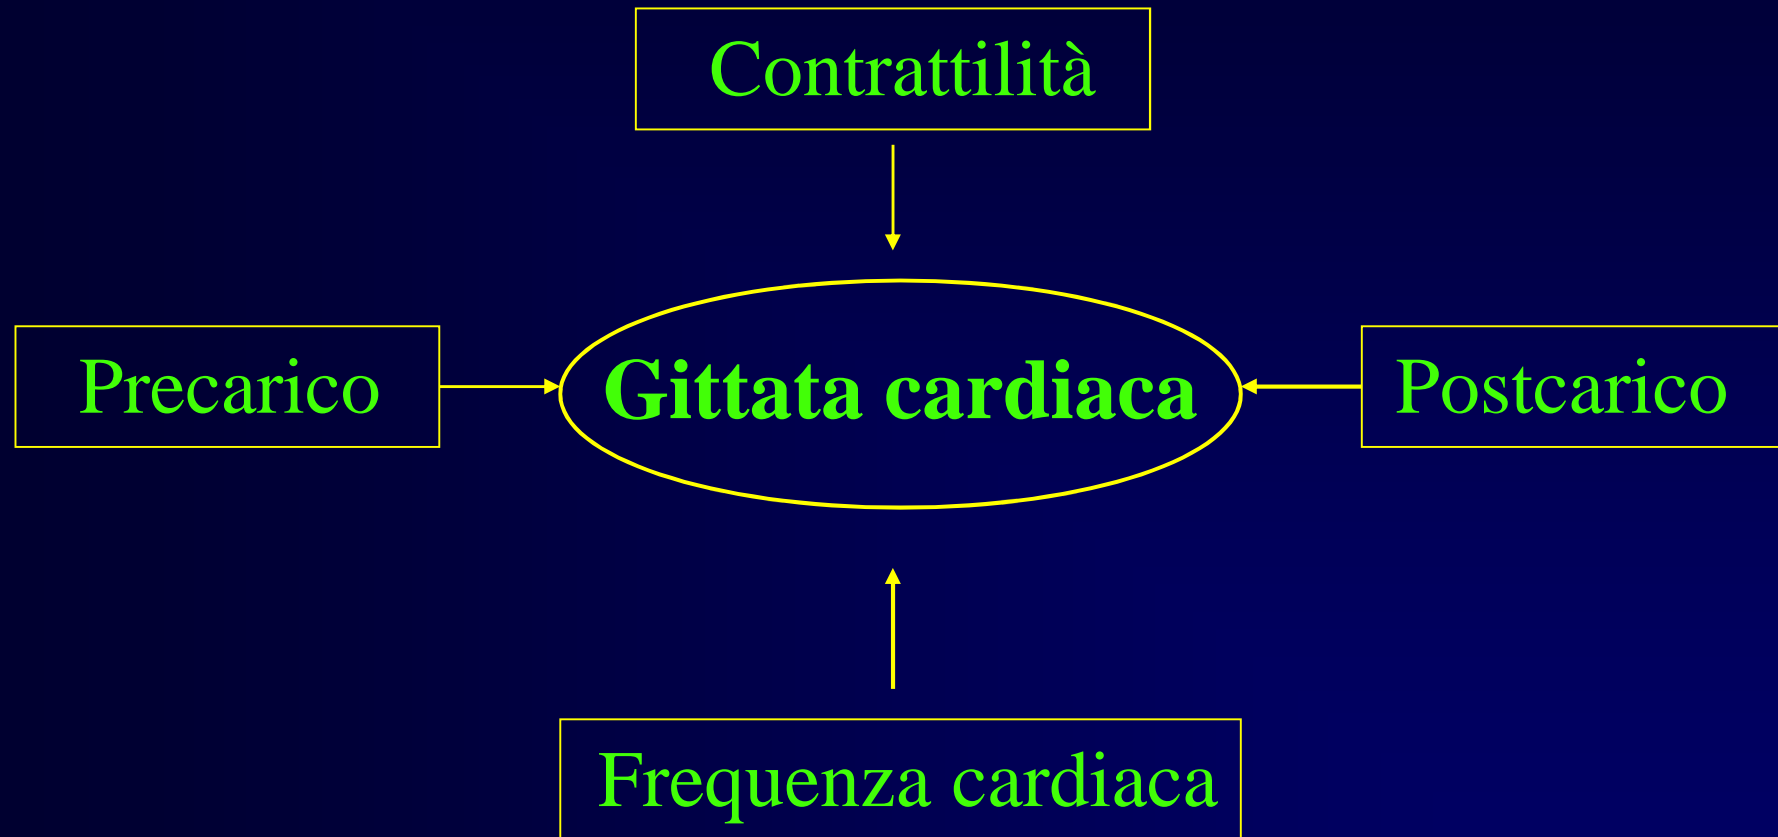 Contrattilità
Precarico
Gittata cardiaca
Postcarico
Frequenza cardiaca